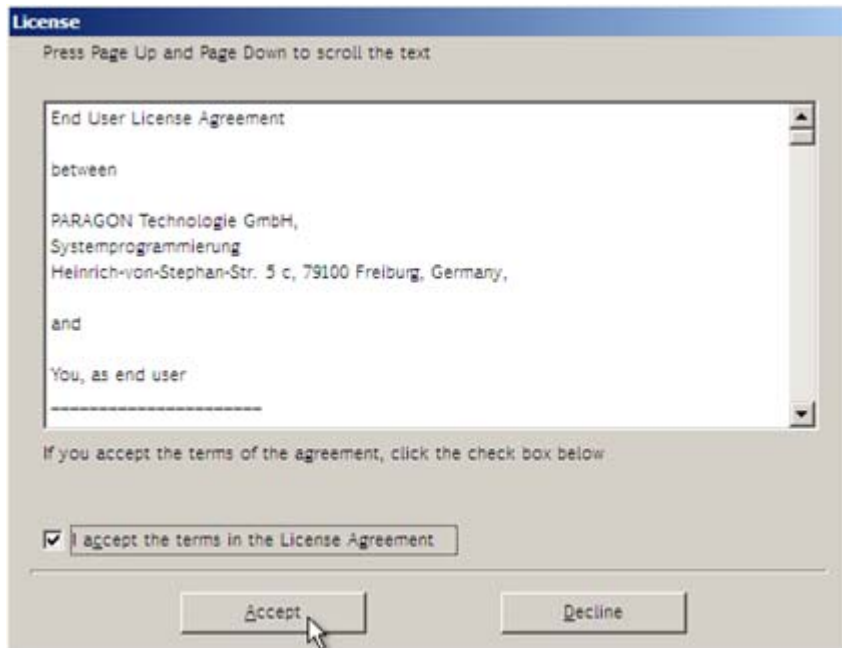 License
Press Page Up and Page Down to scroll the text
End User License Agreement
between
PARAGON Technologie GmbH,
Systemprogrammierung
Heinrich-von-Stephan-Str. 5 c, 79100 Freiburg, Germany,
and
You, as end user
----------------------
If you accept the terms of the agreement, click the check box below
I accept the terms in the License Agreement
Accept
Decline